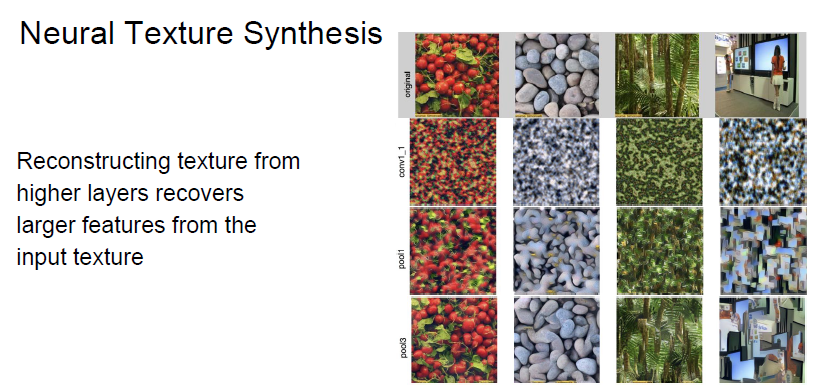 Neural Texture Synthesis
Reconstructing texture from
higher layers recovers
larger features from the
input texture
original
conv1_1
pool1
pool3